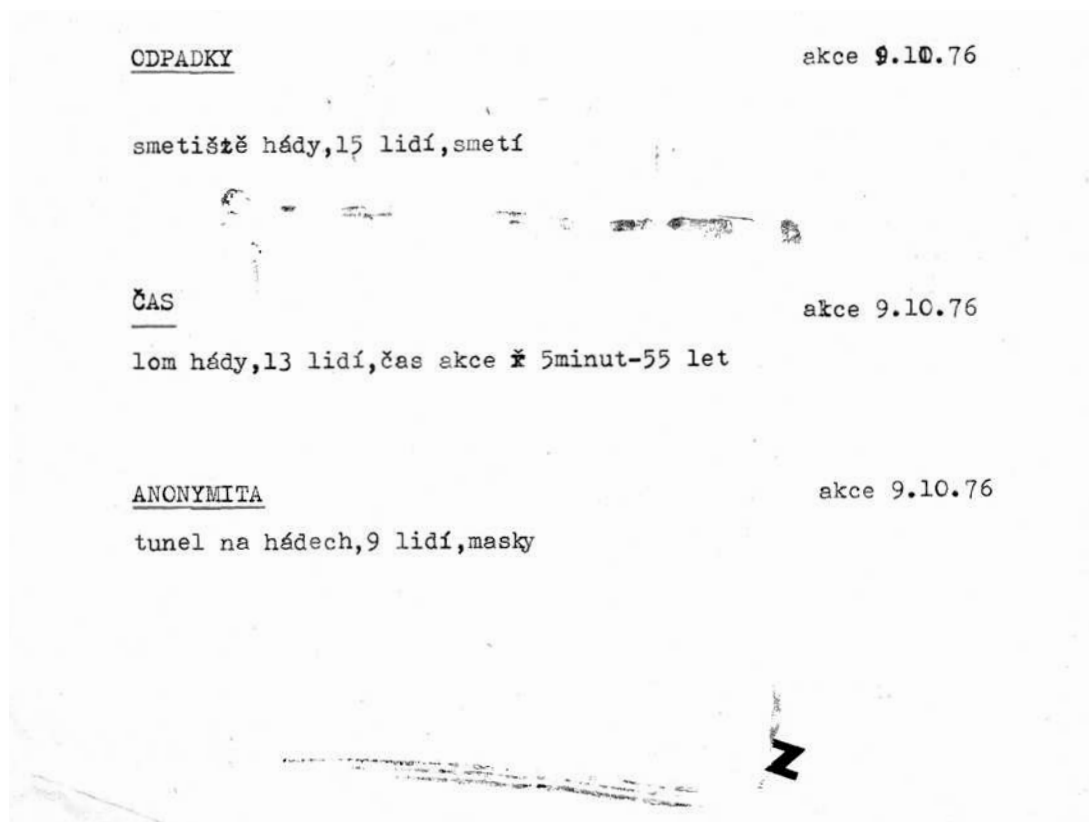 ODPADKY akce 9.10.76
smetiště hády,15 lidí,smetí
ČAS akce 9.10.76
lom hády,13 lidí,čas akce 5minut-55 let
ANONYMITA akce 9.10.76
tunel na hádech,9 lidí,masky
Z